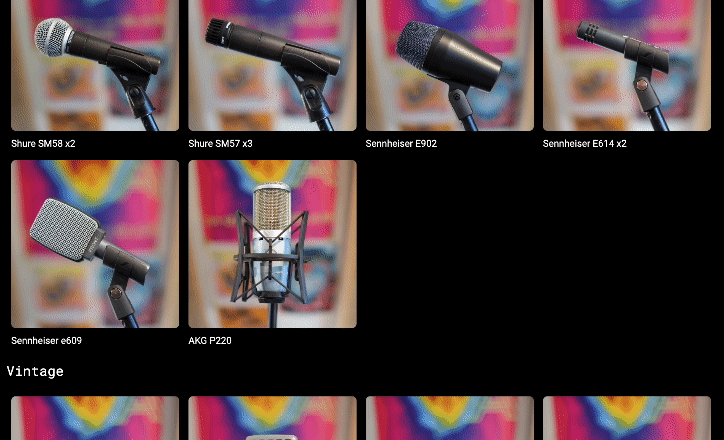 Shure SM58 x2
Shure SM57 x3
Sennheiser E902
Sennheiser E614 x2
Sennheiser e609
AKG P220
Vintage